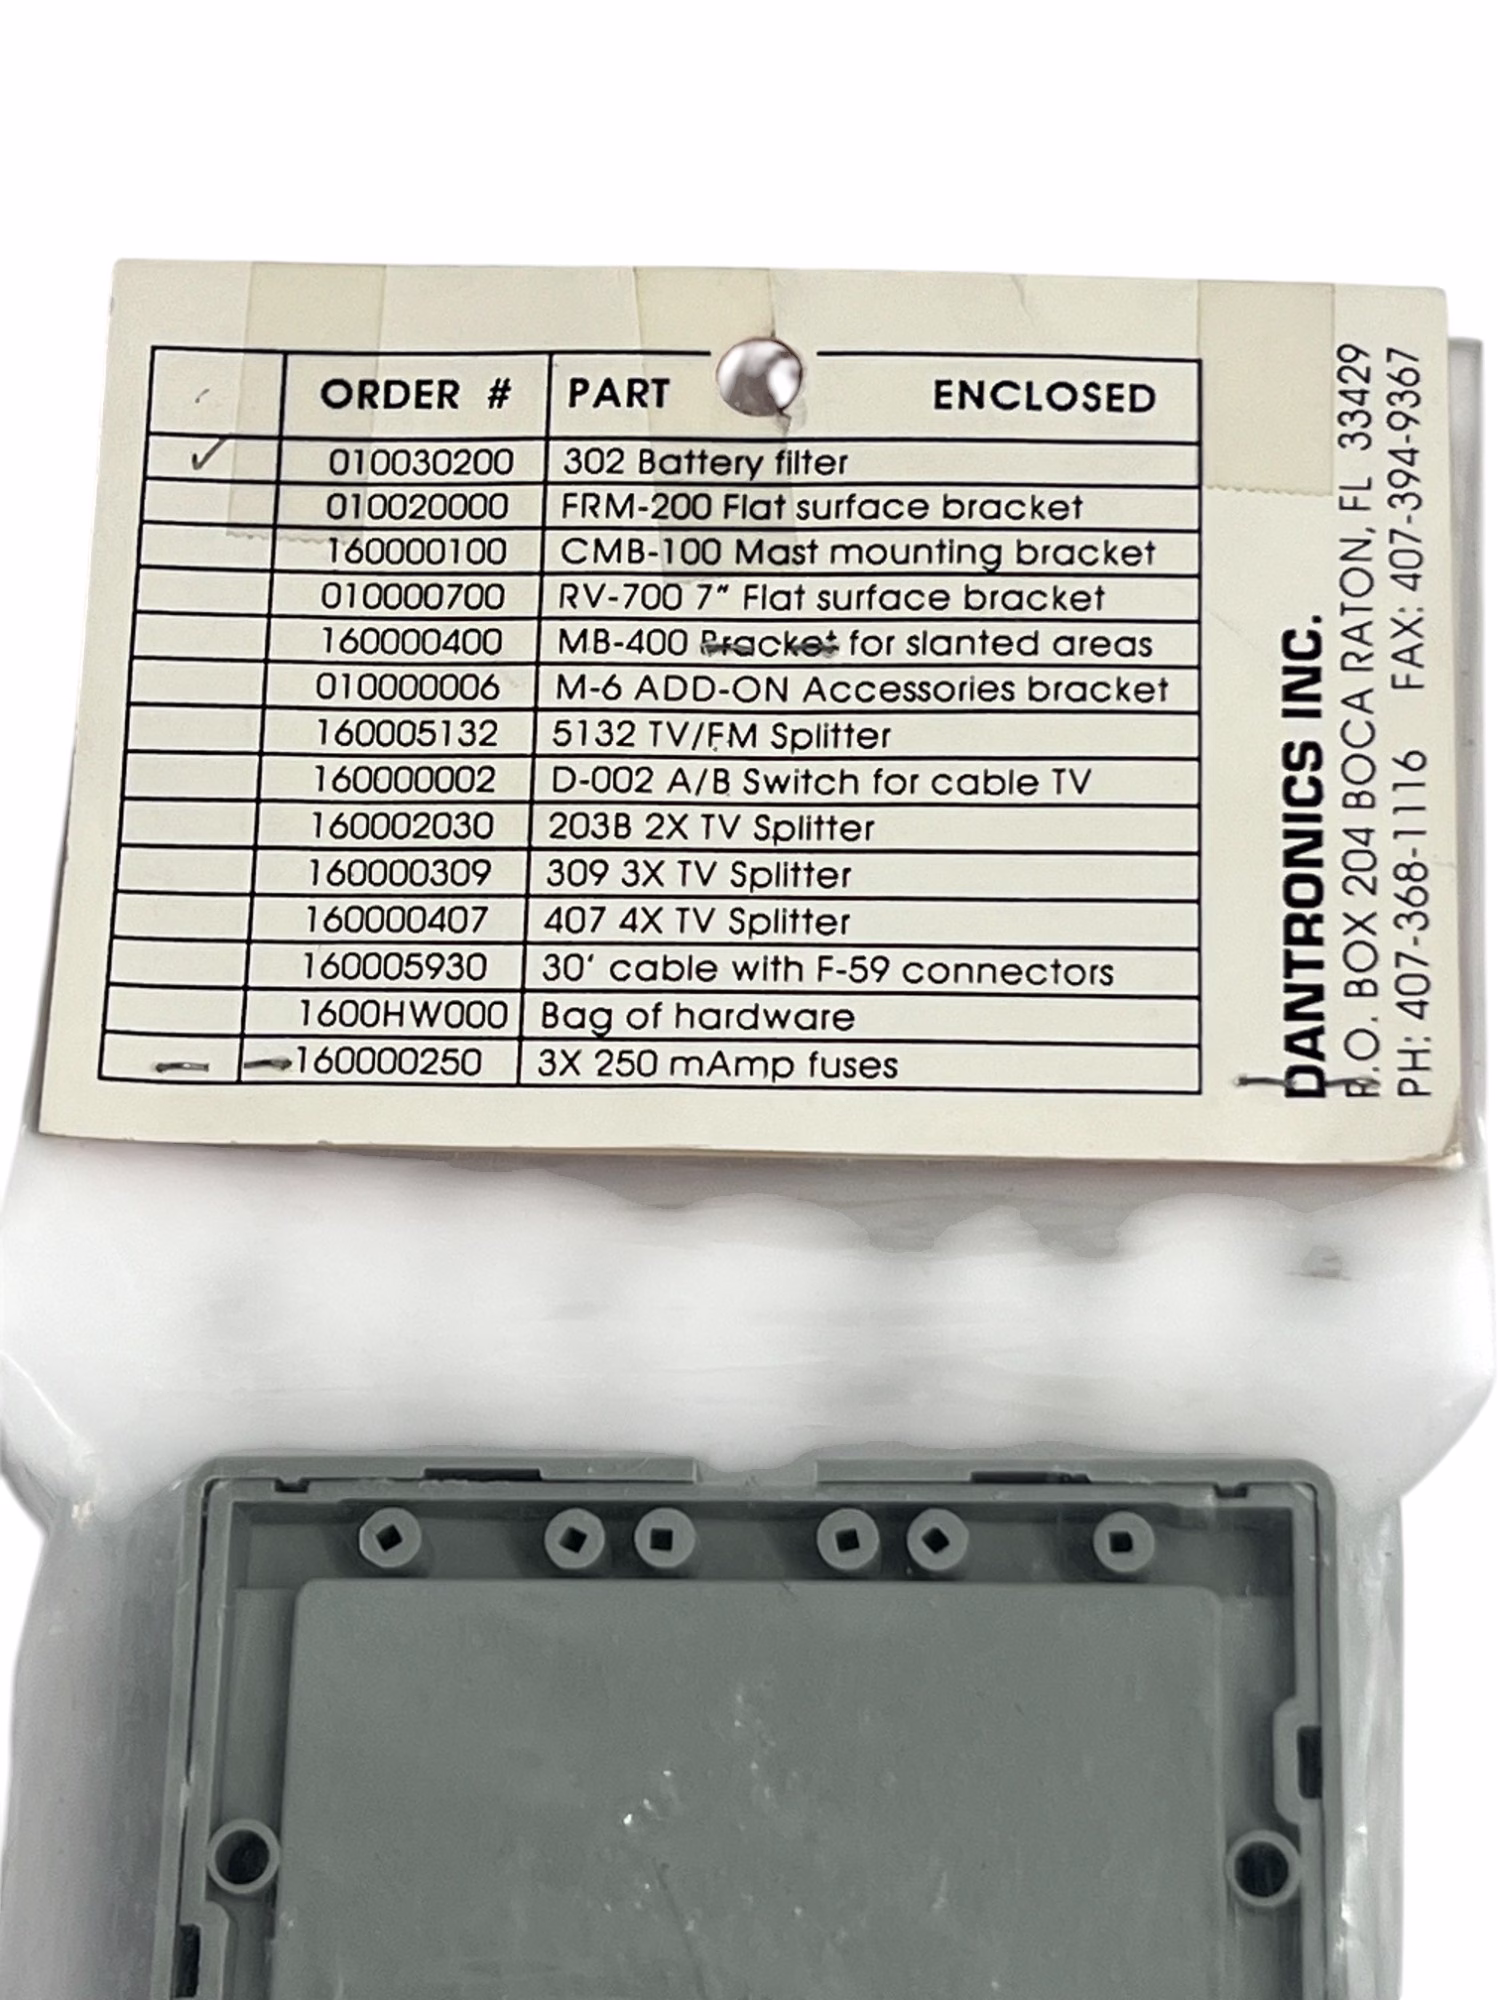 ORDER # PART ENCLOSED
✓ 010030200 302 Battery filter
010020000 FRM-200 Flat surface bracket
160000100 CMB-100 Mast mounting bracket
010000700 RV-700 7" Flat surface bracket
160000400 MB-400 Bracket for slanted areas
010000006 M-6 ADD-ON Accessories bracket
160005132 5132 TV/FM Splitter
160000002 D-002 A/B Switch for cable TV
160002030 203B 2X TV Splitter
160000309 309 3X TV Splitter
160000407 407 4X TV Splitter
160005930 30' cable with F-59 connectors
1600HW000 Bag of hardware
160000250 3X 250 mAmp fuses
DANTRONICS INC.
P.O. BOX 204 BOCA RATON, FL 33429
PH: 407-368-1116 FAX: 407-394-9367